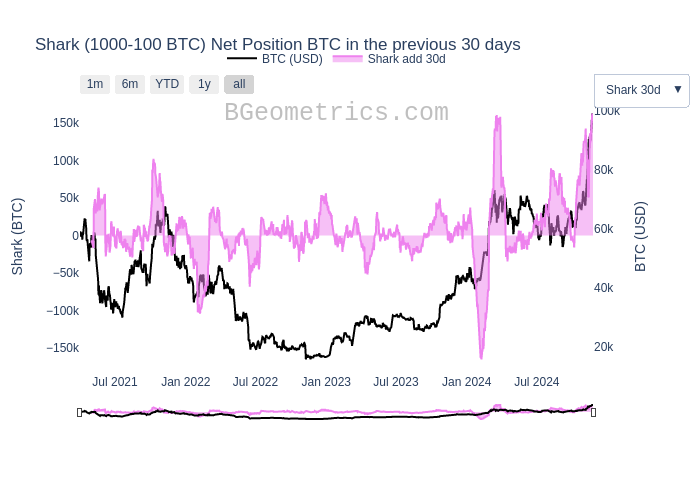 Shark (1000-100 BTC) Net Position BTC in the previous 30 days
BTC (USD) Shark add 30d
1m 6m YTD 1y all
Shark 30d ▼
BGeometrics.com
150k
100k
50k
0
−50k
−100k
−150k
Shark (BTC)
100k
80k
60k
40k
20k
BTC (USD)
Jul 2021 Jan 2022 Jul 2022 Jan 2023 Jul 2023 Jan 2024 Jul 2024